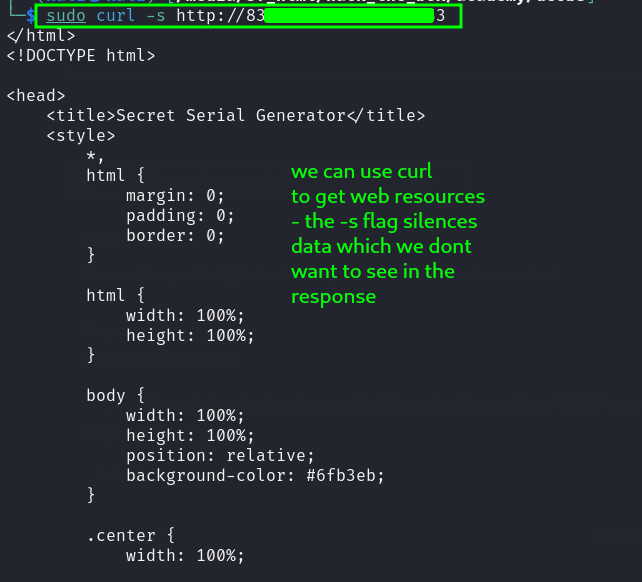 └─$ sudo curl -s http://83 3
</html>
<!DOCTYPE html>
<head>
<title>Secret Serial Generator</title>
<style>
*,
html {
margin: 0;
padding: 0;
border: 0;
}
html {
width: 100%;
height: 100%;
}
body {
width: 100%;
height: 100%;
position: relative;
background-color: #6fb3eb;
}
.center {
width: 100%;
we can use curl
to get web resources
- the -s flag silences
data which we dont
want to see in the
response